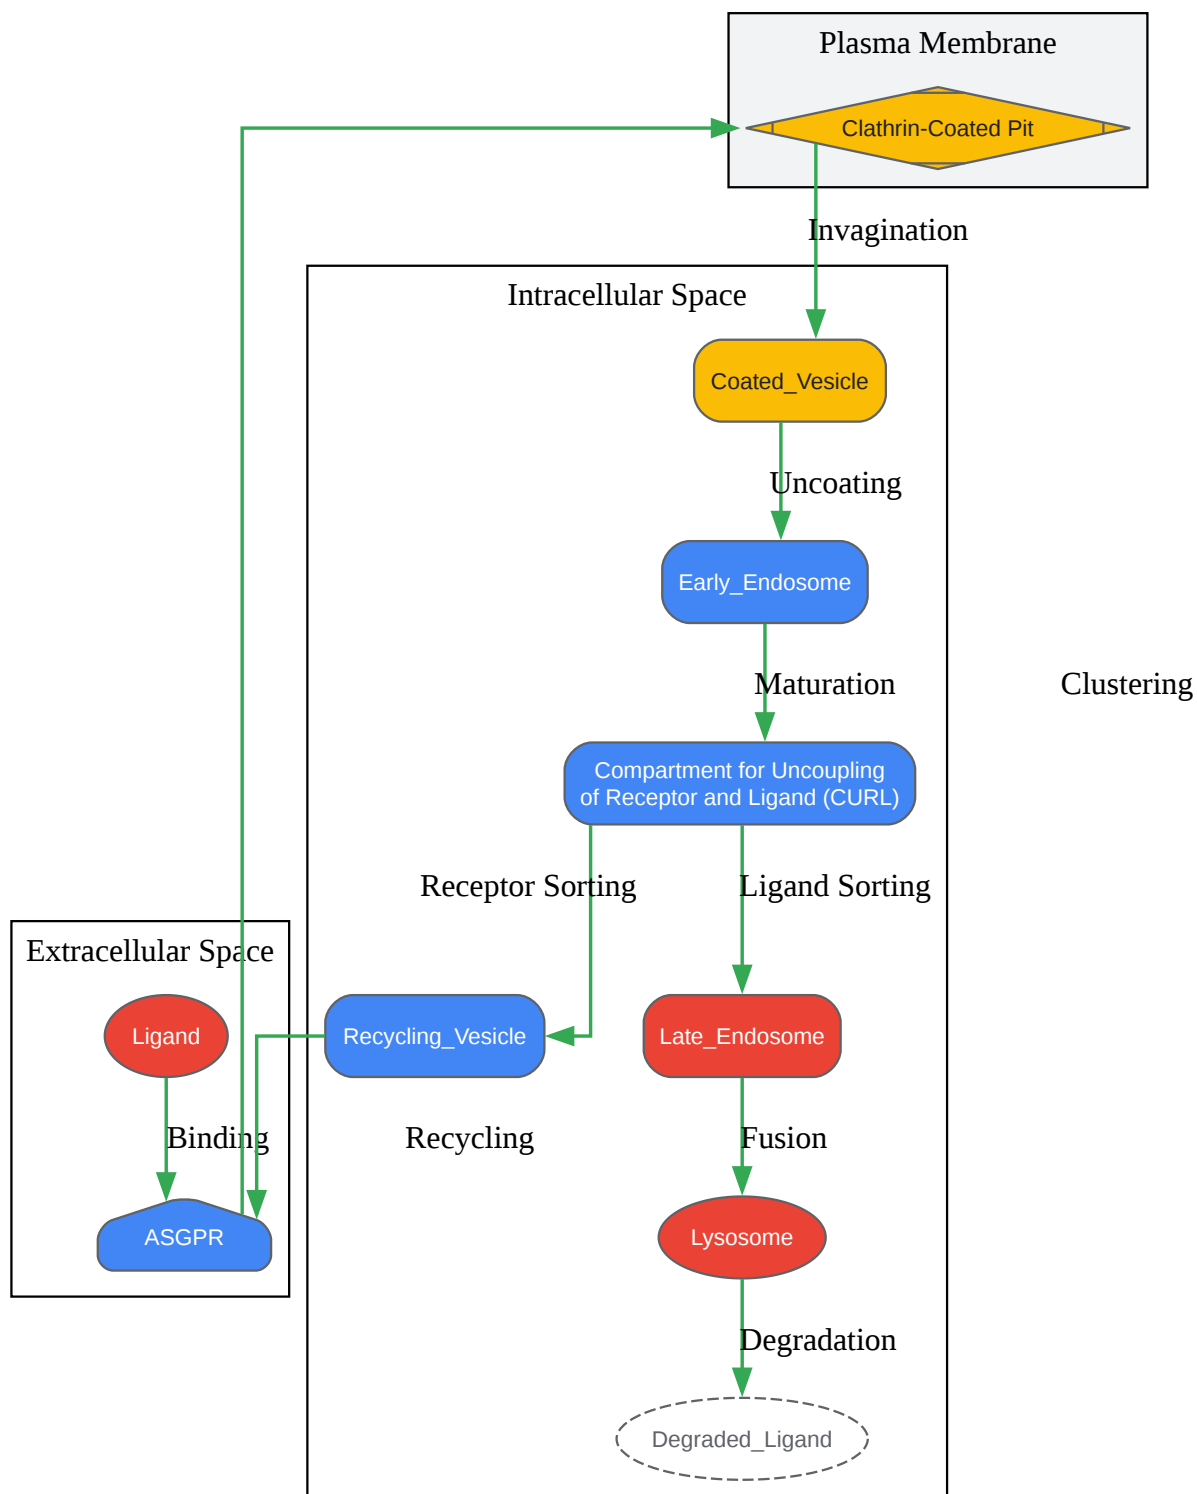 Plasma Membrane
Clathrin-Coated Pit
Invagination
Intracellular Space
Coated_Vesicle
Uncoating
Early_Endosome
Maturation
Clustering
Compartment for Uncoupling
of Receptor and Ligand (CURL)
Receptor Sorting
Ligand Sorting
Extracellular Space
Ligand
Recycling_Vesicle
Late_Endosome
Binding
Recycling
Fusion
ASGPR
Lysosome
Degradation
Degraded_Ligand